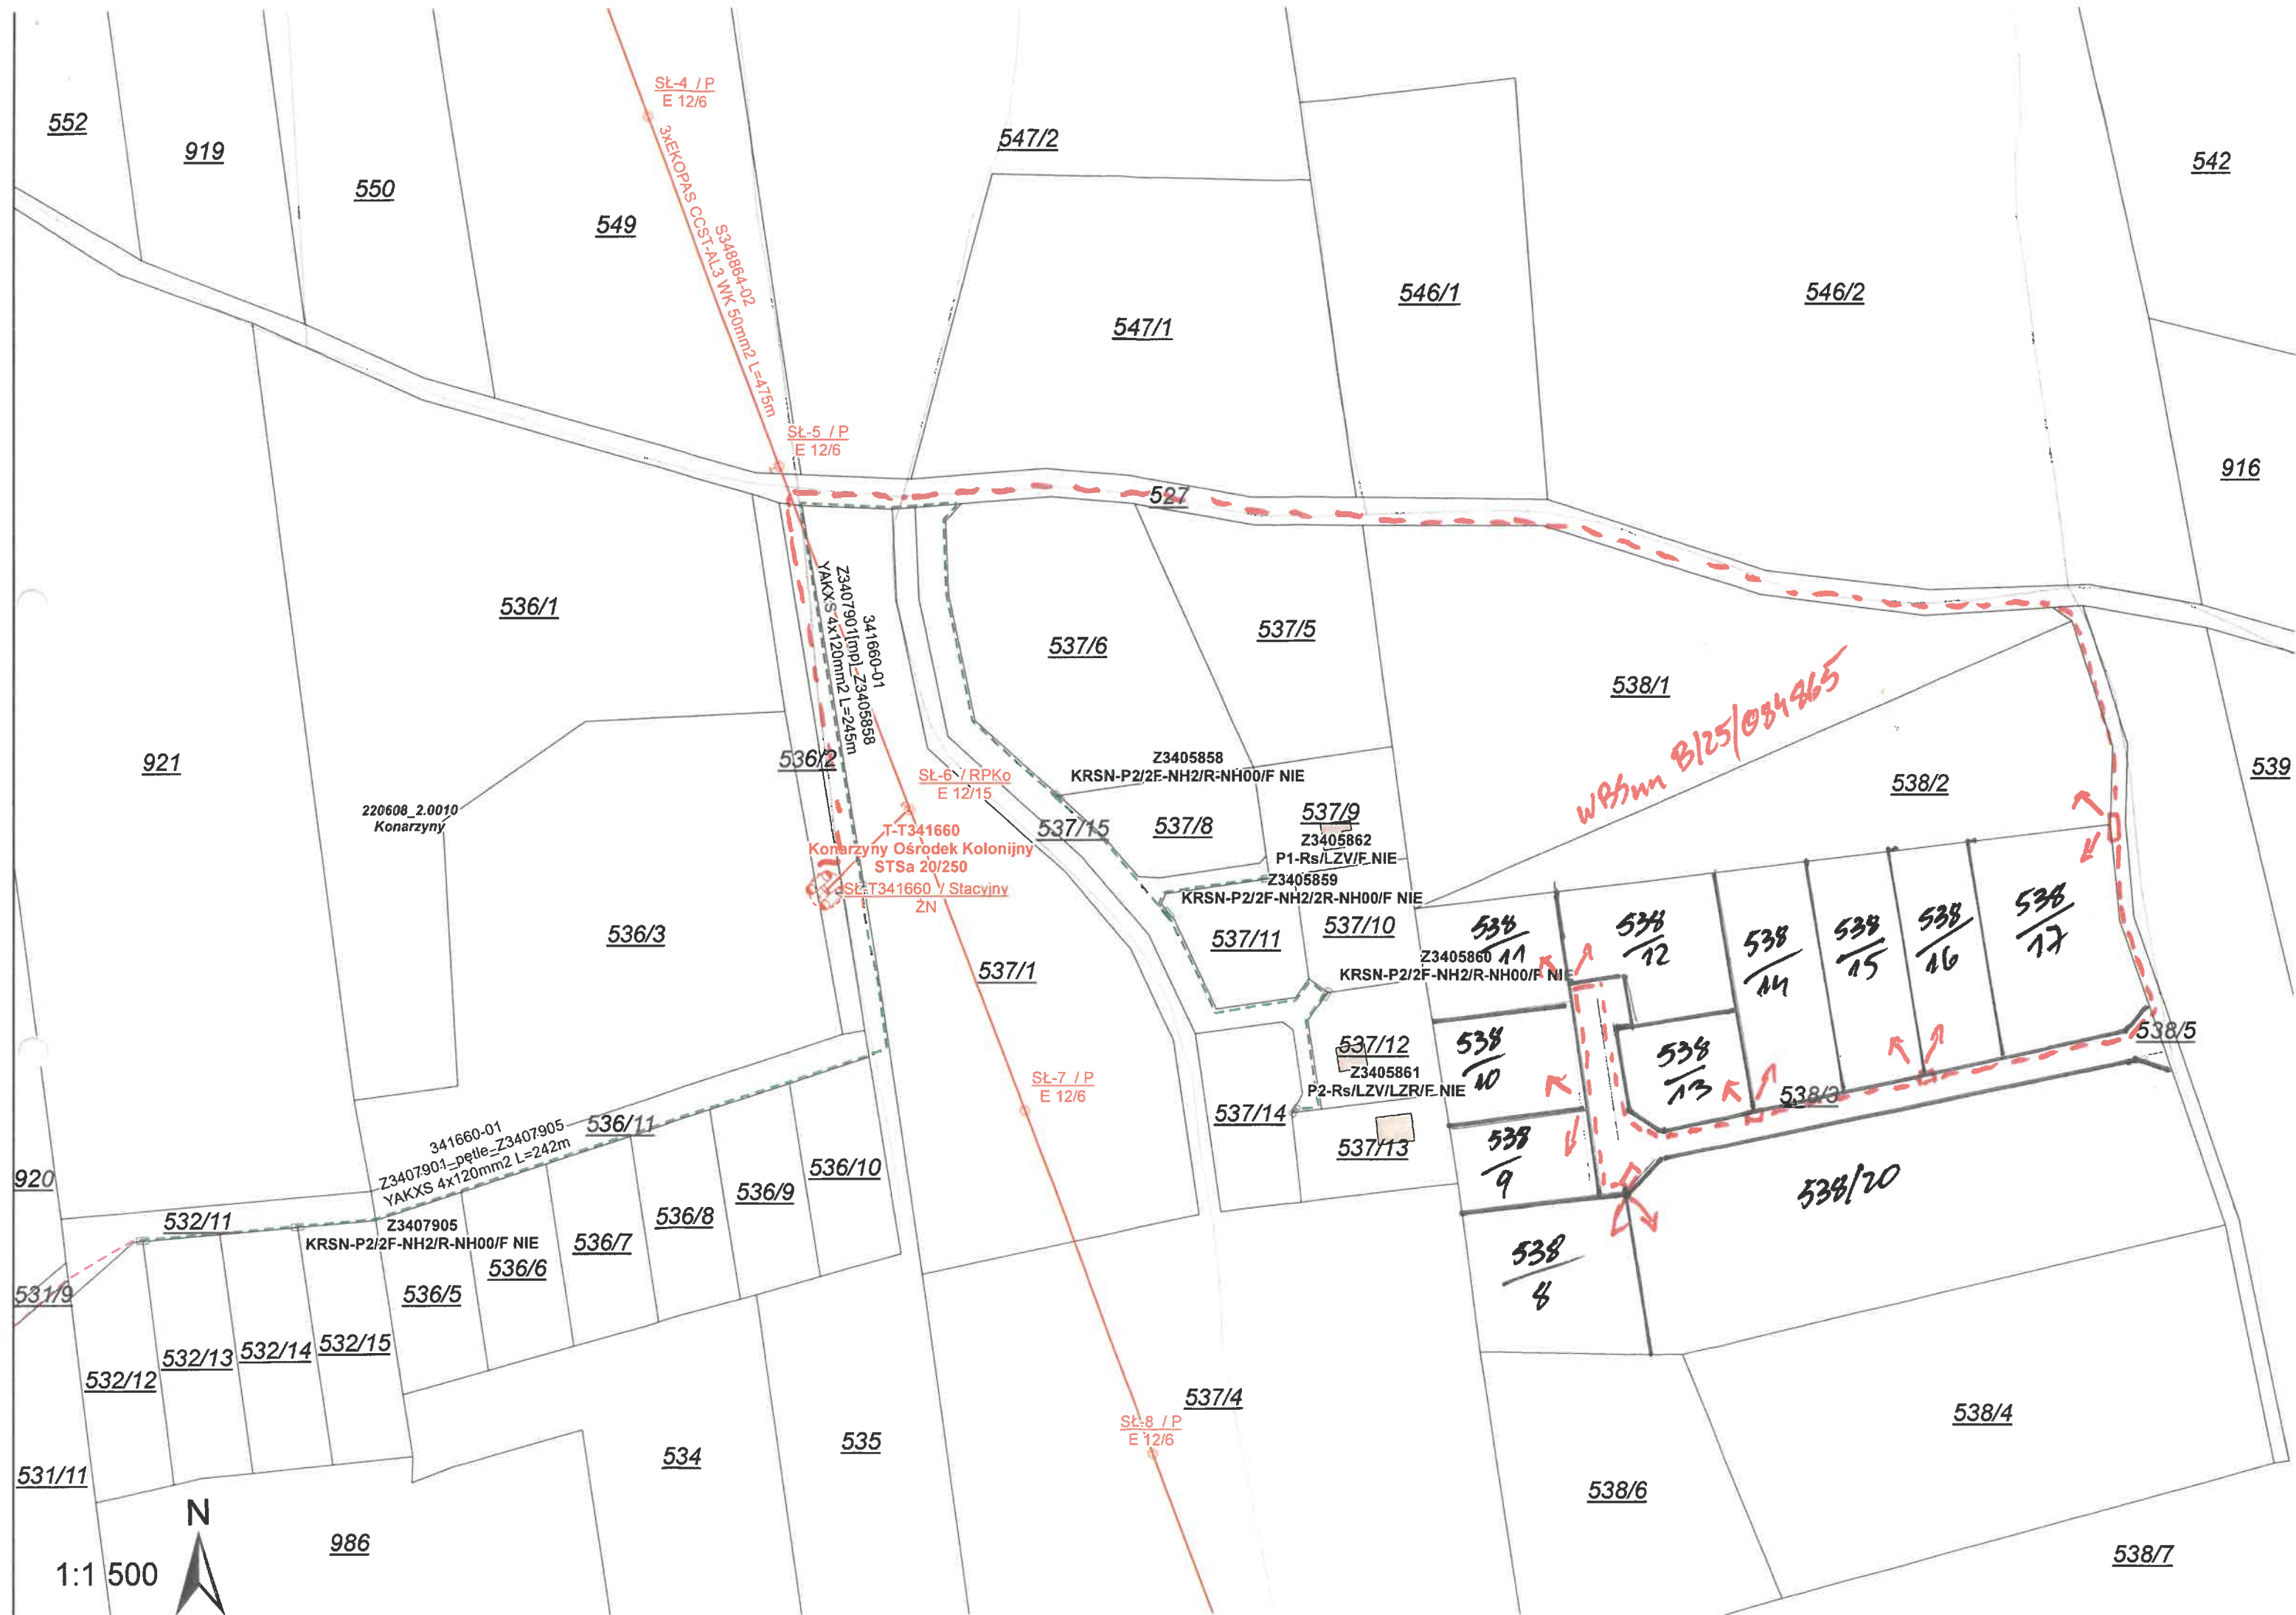 SŁ-4 / P
E 12/6
552
919
550
549
547/2
542
3xEKOPAS CCST-AL3 WK 50mm2 L=475m
S348864-02
546/1
546/2
547/1
SŁ-5 / P
E 12/6
916
527
536/1
341660-01
Z3407901[mp]_Z3405858
YAKXS 4x120mm2 L=245m
537/6
537/5
538/1
B/25/084865
921
536/2
SŁ-6 / RPKo
E 12/15
Z3405858
KRSN-P2/2F-NH2/R-NH00/F NIE
538/2
539
220608_2.0010
Konarzyny
T-T341660
Konarzyny Ośrodek Kolonijny
STSa 20/250
SŁ-T341660 / Stacyjny
ŻN
537/15
537/8
537/9
Z3405862
P1-Rs/LZV/F NIE
Z3405859
KRSN-P2/2F-NH2/2R-NH00/F NIE
536/3
537/11
537/10
538
11
538
12
538
14
538
15
538
16
538
17
Z3405860
KRSN-P2/2F-NH2/R-NH00/F NIE
537/1
537/12
Z3405861
P2-Rs/LZV/LZR/F NIE
538
10
538
13
538/3
538/5
SŁ-7 / P
E 12/6
537/14
537/13
538
9
538/20
341660-01
Z3407901_pętle_Z3407905
YAKXS 4x120mm2 L=242m
536/11
536/10
536/9
536/8
536/7
536/6
536/5
920
532/11
Z3407905
KRSN-P2/2F-NH2/R-NH00/F NIE
531/9
538
8
532/12
532/13
532/14
532/15
537/4
SŁ-8 / P
E 12/6
538/4
531/11
534
535
538/6
N
986
538/7
1:1 500